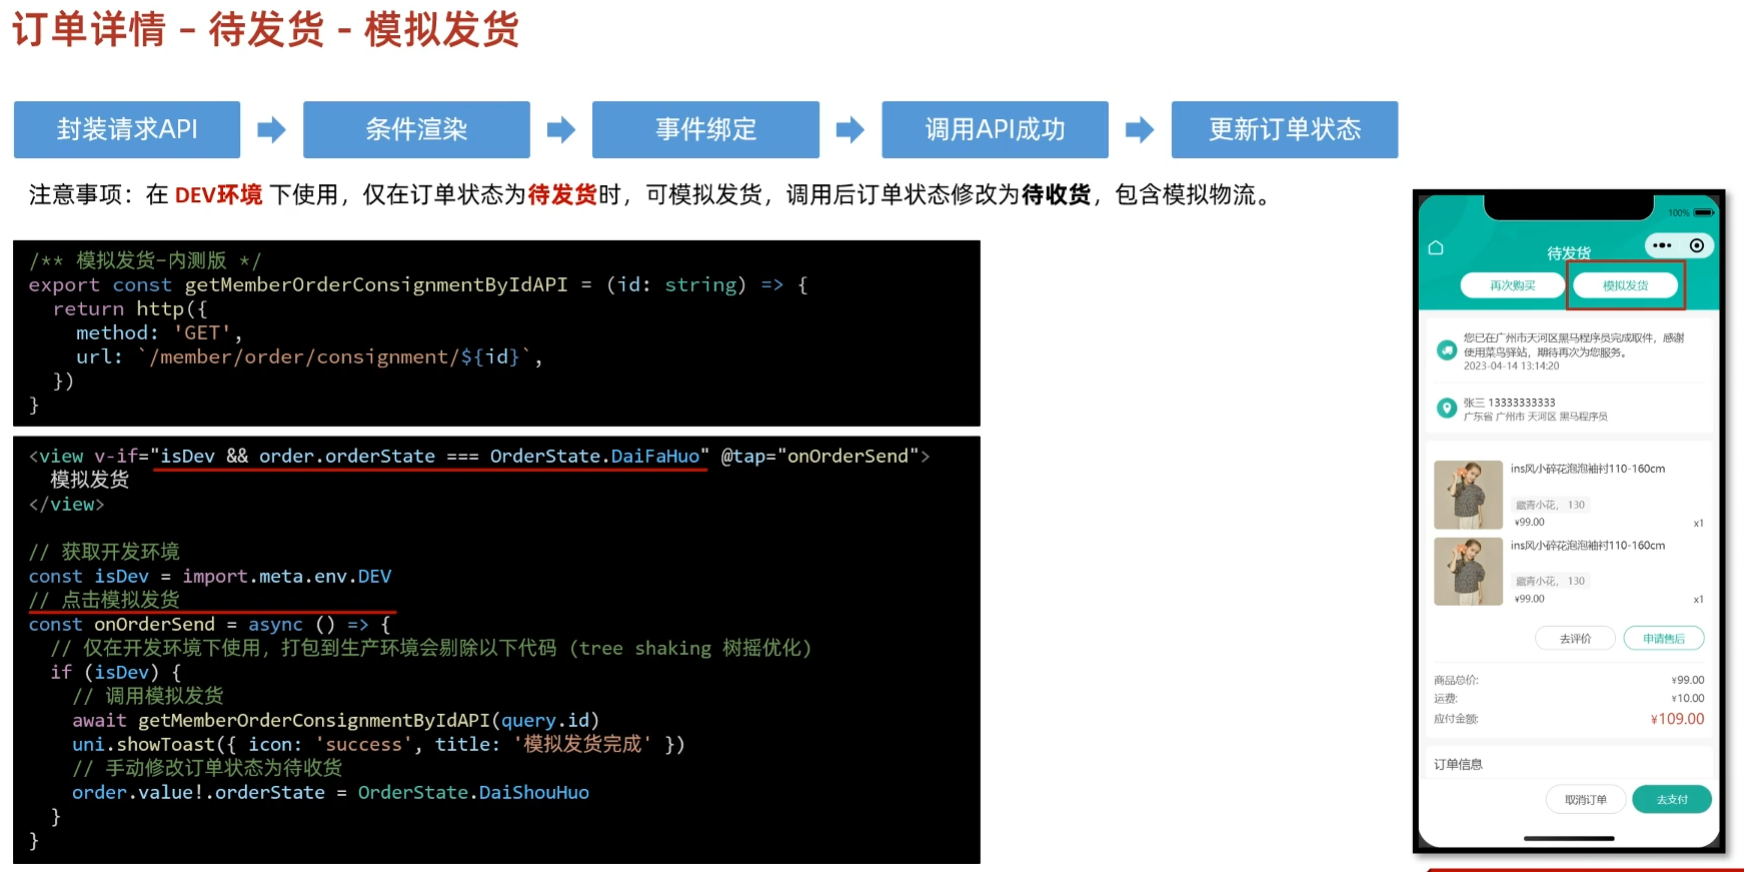 订单详情 – 待发货 - 模拟发货
封装请求API
条件渲染
事件绑定
调用API成功
更新订单状态
注意事项：在 DEV环境 下使用，仅在订单状态为待发货时，可模拟发货，调用后订单状态修改为待收货，包含模拟物流。
/** 模拟发货-内测版 */
export const getMemberOrderConsignmentByIdAPI = (id: string) => {
return http({
method: 'GET',
url: `/member/order/consignment/${id}`,
})
}
<view v-if="isDev && order.orderState === OrderState.DaiFaHuo" @tap="onOrderSend">
模拟发货
</view>
// 获取开发环境
const isDev = import.meta.env.DEV
// 点击模拟发货
const onOrderSend = async () => {
// 仅在开发环境下使用，打包到生产环境会剔除以下代码 (tree shaking 树摇优化)
if (isDev) {
// 调用模拟发货
await getMemberOrderConsignmentByIdAPI(query.id)
uni.showToast({ icon: 'success', title: '模拟发货完成' })
// 手动修改订单状态为待收货
order.value!.orderState = OrderState.DaiShouHuo
}
}
100%
待发货
再次购买
模拟发货
您已在广州市天河区黑马程序员完成取件，感谢
使用菜鸟驿站，期待再次为您服务。
2023-04-14 13:14:20
张三 13333333333
广东省 广州市 天河区 黑马程序员
ins风小碎花泡泡袖衬110-160cm
藏青小花， 130
¥99.00
x1
ins风小碎花泡泡袖衬110-160cm
藏青小花， 130
¥99.00
x1
去评价
申请售后
商品总价: ¥99.00
运费: ¥10.00
应付金额: ¥109.00
订单信息
取消订单
去支付